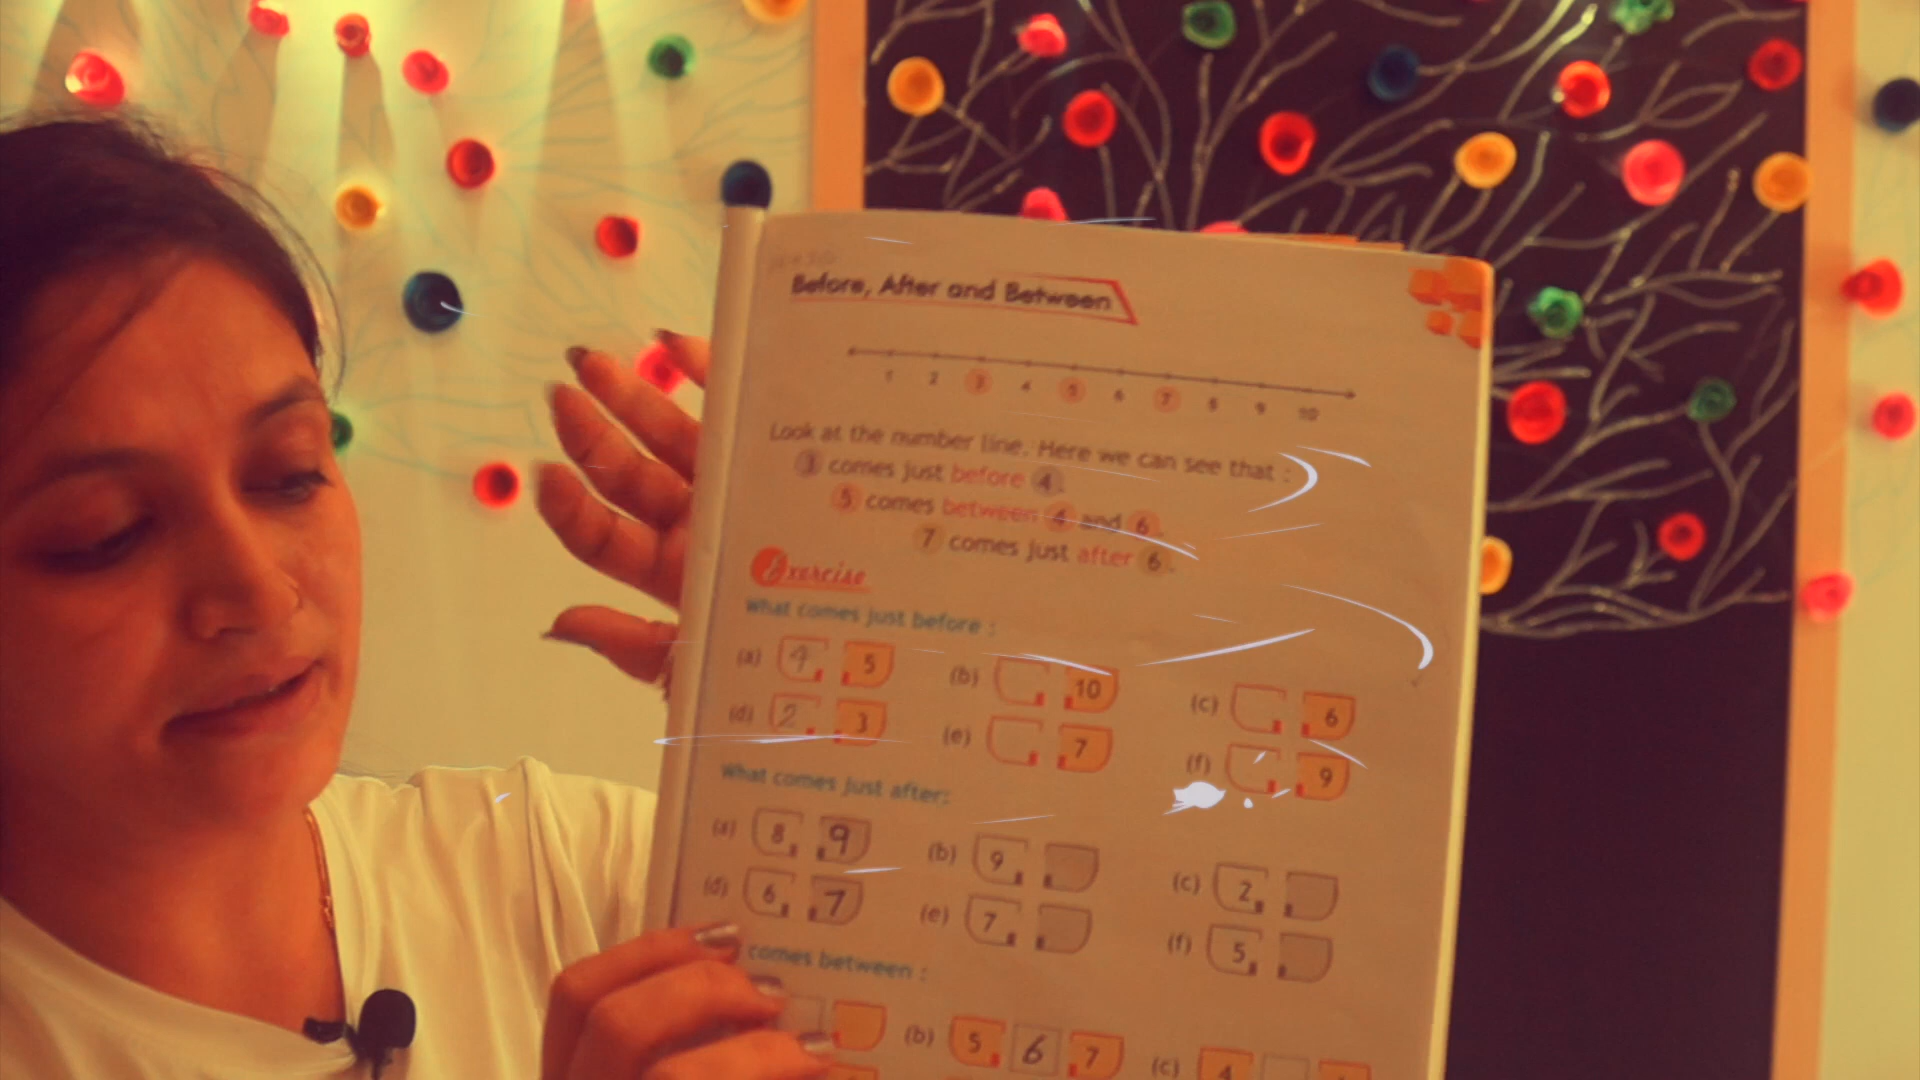 Before, After and Between
1 2 3 4 5 6 7 8 9 10
Look at the number line. Here we can see that :
3 comes just before 4.
5 comes between 4 and 6.
7 comes just after 6.
Exercise
What comes just before :
(a) 4, 5 (b) , 10 (c) , 6
(d) 2, 3 (e) , 7 (f) , 9
What comes just after:
(a) 8, 9 (b) 9, (c) 2,
(d) 6, 7 (e) 7, (f) 5,
comes between :
(b) 5, 6, 7 (c) 4